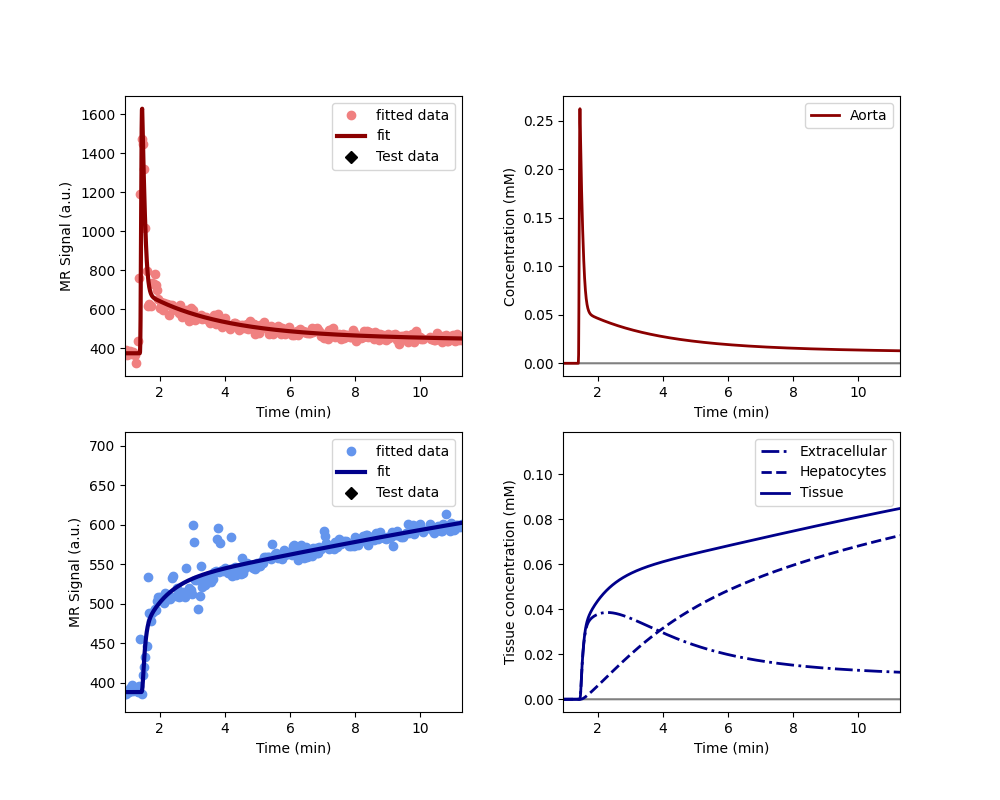 1600
1400
1200
1000
800
600
400
MR Signal (a.u.)
fitted data
fit
Test data
2 4 6 8 10
Time (min)
0.25
0.20
0.15
0.10
0.05
0.00
Concentration (mM)
Aorta
2 4 6 8 10
Time (min)
700
650
600
550
500
450
400
MR Signal (a.u.)
fitted data
fit
Test data
2 4 6 8 10
Time (min)
0.10
0.08
0.06
0.04
0.02
0.00
Tissue concentration (mM)
Extracellular
Hepatocytes
Tissue
2 4 6 8 10
Time (min)